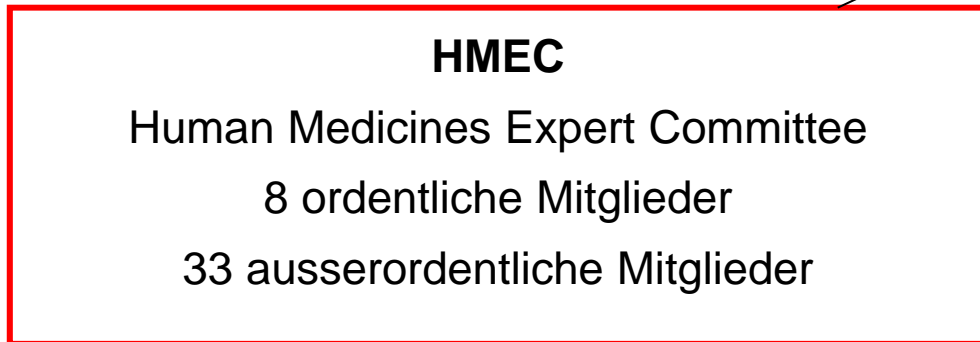 HMEC
Human Medicines Expert Committee
8 ordentliche Mitglieder
33 ausserordentliche Mitglieder